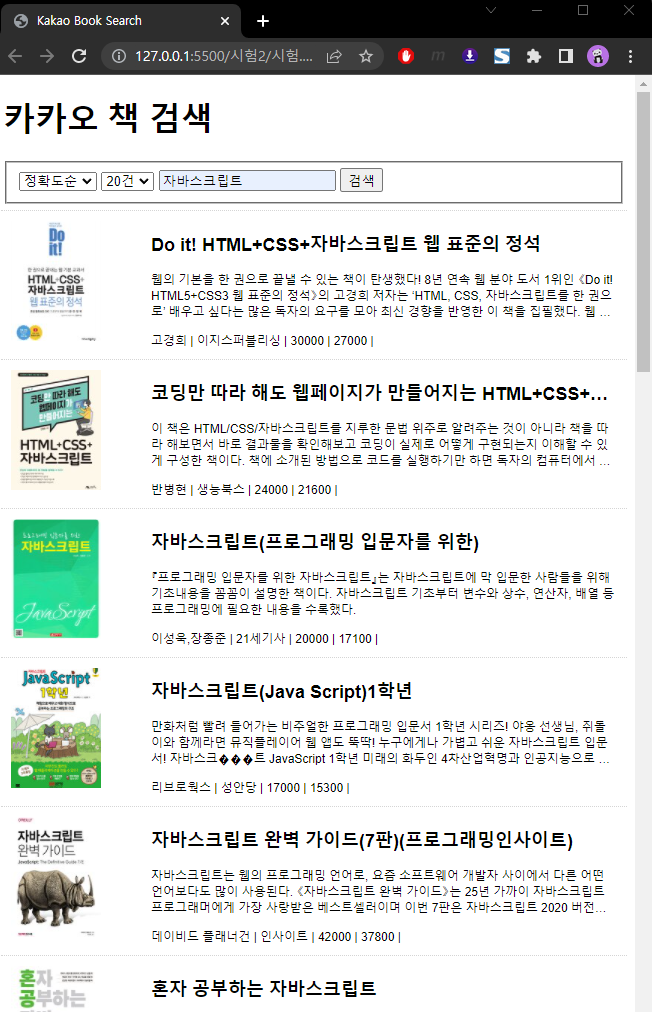 Kakao Book Search
127.0.0.1:5500/시험2/시험....
카카오 책 검색
정확도순 20건 자바스크립트 검색
Do it!
HTML+CSS+
자바스크립트
웹 표준의 정석
Do it! HTML+CSS+자바스크립트 웹 표준의 정석
웹의 기본을 한 권으로 끝낼 수 있는 책이 탄생했다! 8년 연속 웹 분야 도서 1위인 《Do it!
HTML5+CSS3 웹 표준의 정석》의 고경희 저자는 ‘HTML, CSS, 자바스크립트를 한 권으
로’ 배우고 싶다는 많은 독자의 요구를 모아 최신 경향을 반영한 이 책을 집필했다. 웹 ...
고경희 | 이지스퍼블리싱 | 30000 | 27000 |
코딩만 따라 해도
웹페이지가
만들어지는
HTML+CSS+
자바스크립트
코딩만 따라 해도 웹페이지가 만들어지는 HTML+CSS+...
이 책은 HTML/CSS/자바스크립트를 지루한 문법 위주로 알려주는 것이 아니라 책을 따
라 해보면서 바로 결과물을 확인해보고 코딩이 실제로 어떻게 구현되는지 이해할 수 있
게 구성한 책이다. 책에 소개된 방법으로 코드를 실행하기만 하면 독자의 컴퓨터에서 ...
반병현 | 생능북스 | 24000 | 21600 |
프로그래밍 입문자를 위한
자바스크립트
JavaScript
자바스크립트(프로그래밍 입문자를 위한)
『프로그래밍 입문자를 위한 자바스크립트』는 자바스크립트에 막 입문한 사람들을 위해
기초내용을 꼼꼼이 설명한 책이다. 자바스크립트 기초부터 변수와 상수, 연산자, 배열 등
프로그래밍에 필요한 내용을 수록했다.
이성욱,장종준 | 21세기사 | 20000 | 17100 |
JavaScript
1학년
자바스크립트(Java Script)1학년
만화처럼 빨려 들어가는 비주얼한 프로그래밍 입문서 1학년 시리즈! 야옹 선생님, 쥐돌
이와 함께라면 뮤직플레이어 웹 앱도 뚝딱! 누구에게나 가볍고 쉬운 자바스크립트 입문
서! 자바스크���트 JavaScript 1학년 미래의 화두인 4차산업혁명과 인공지능으로 ...
리브로웍스 | 성안당 | 17000 | 15300 |
자바스크립트
완벽 가이드
자바스크립트 완벽 가이드(7판)(프로그래밍인사이트)
자바스크립트는 웹의 프로그래밍 언어로, 요즘 소프트웨어 개발자 사이에서 다른 어떤
언어보다도 많이 사용된다. 《자바스크립트 완벽 가이드》는 25년 가까이 자바스크립트
프로그래머에게 가장 사랑받은 베스트셀러이며 이번 7판은 자바스크립트 2020 버전...
데이비드 플래너건 | 인사이트 | 42000 | 37800 |
혼자
공부하는
혼자 공부하는 자바스크립트